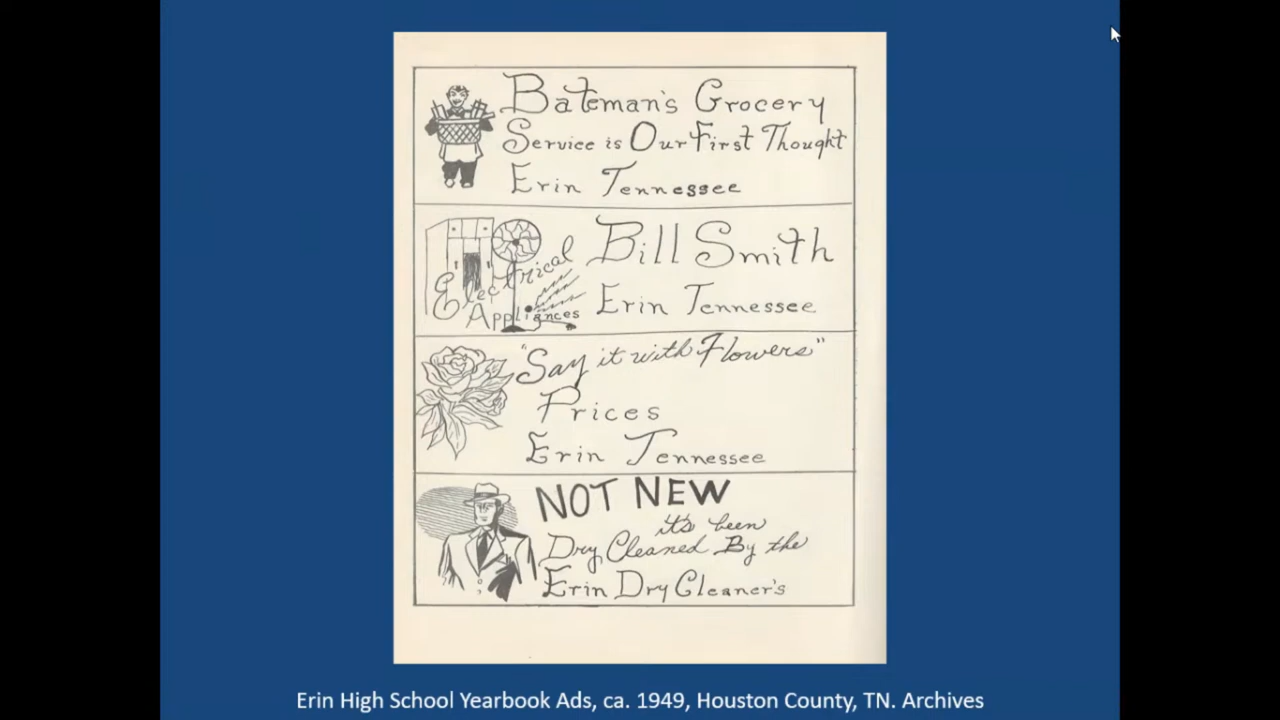 Bateman's Grocery
Service is Our First Thought
Erin Tennessee
Electrical
Appliances
Bill Smith
Erin Tennessee
"Say it with Flowers"
Prices
Erin Tennessee
NOT NEW
it's been
Dry Cleaned By the
Erin Dry Cleaner's
Erin High School Yearbook Ads, ca. 1949, Houston County, TN. Archives